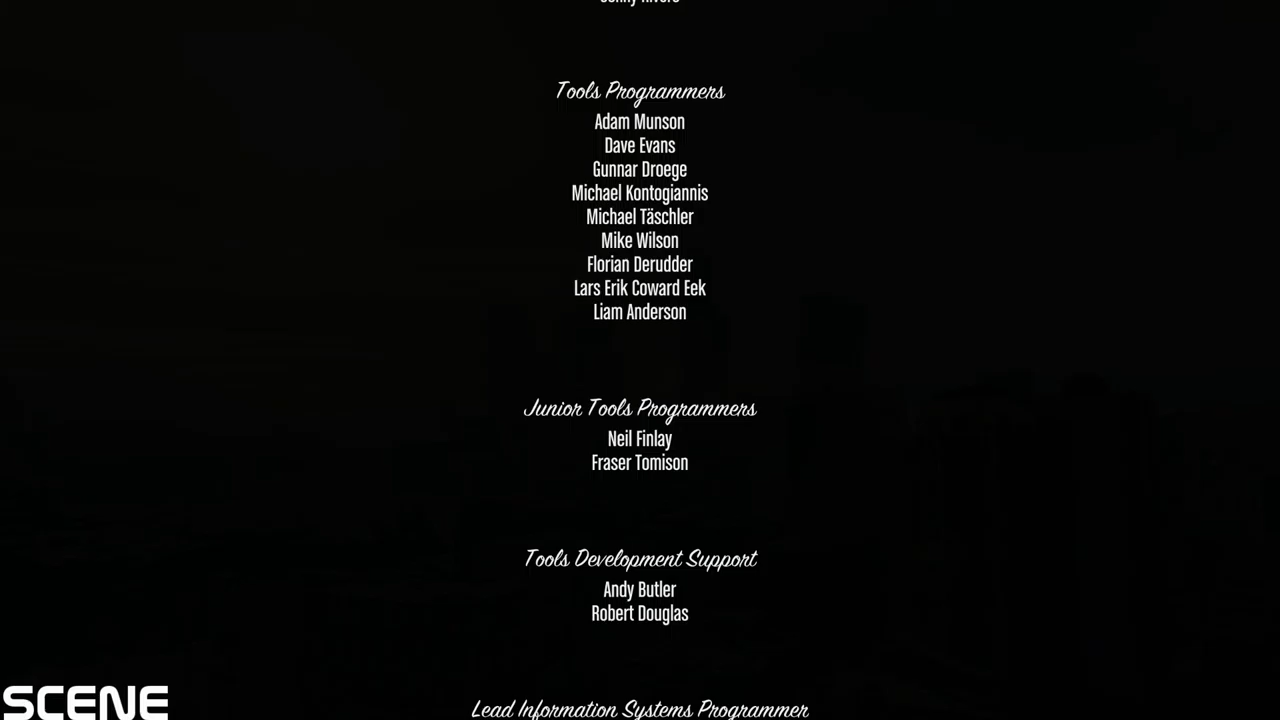 Tools Programmers
Adam Munson
Dave Evans
Gunnar Droege
Michael Kontogiannis
Michael Täschler
Mike Wilson
Florian Derudder
Lars Erik Coward Eek
Liam Anderson
Junior Tools Programmers
Neil Finlay
Fraser Tomison
Tools Development Support
Andy Butler
Robert Douglas
SCENE
Lead Information Systems Programmer